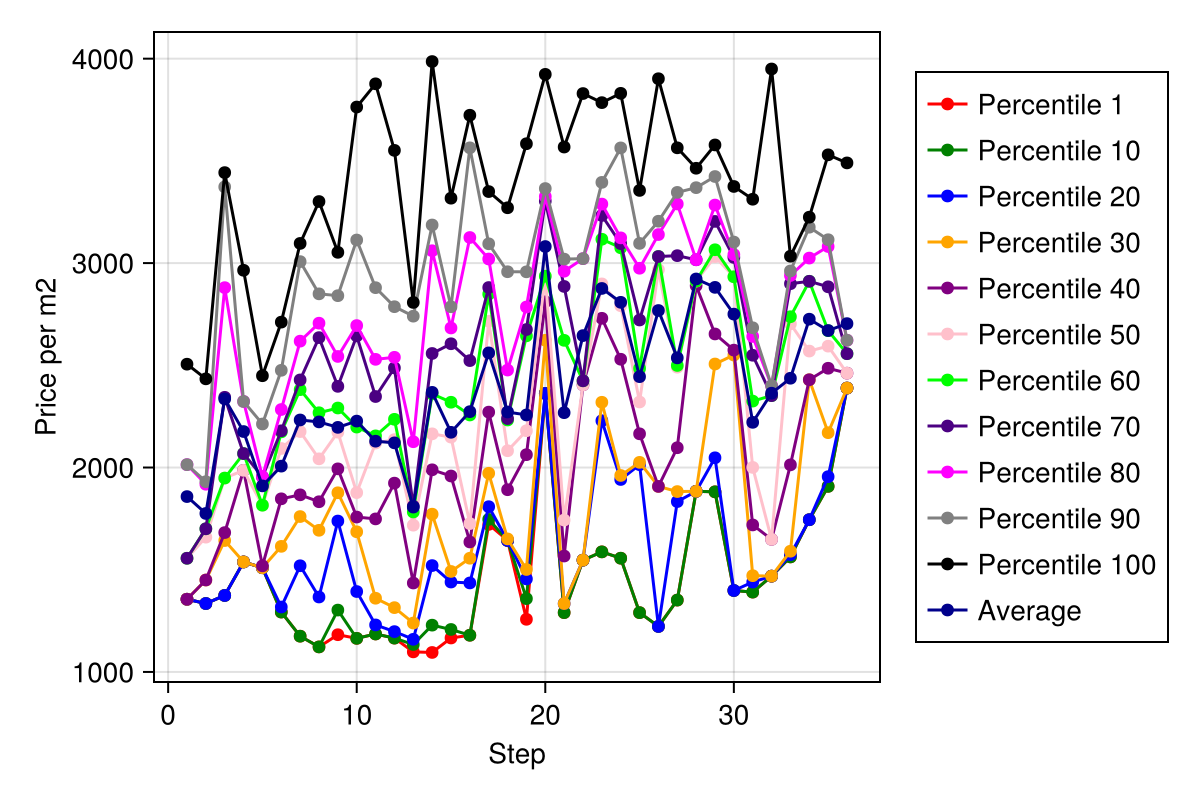 4000
3000
2000
1000
Price per m2
0
10
20
30
Step
Percentile 1
Percentile 10
Percentile 20
Percentile 30
Percentile 40
Percentile 50
Percentile 60
Percentile 70
Percentile 80
Percentile 90
Percentile 100
Average